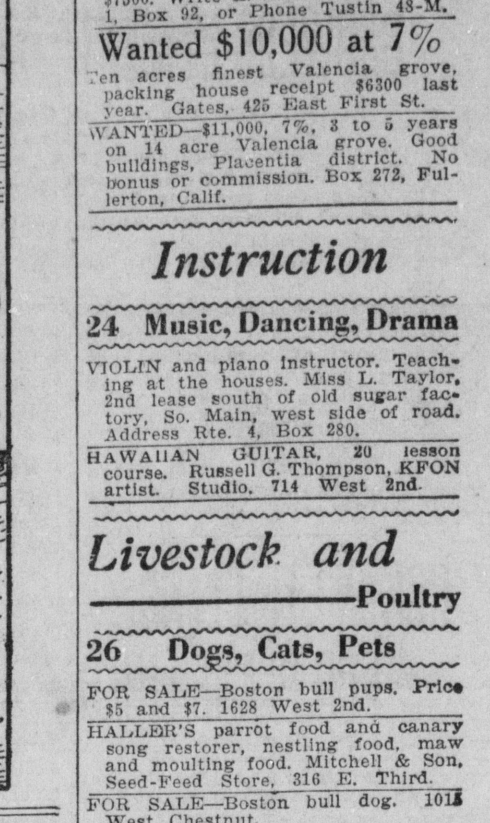 1, Box 92, or Phone Tustin 48-M.
Wanted $10,000 at 7%
Ten acres finest Valencia grove,
packing house receipt $6300 last
year. Gates, 425 East First St.
WANTED—$11,000, 7%, 3 to 5 years
on 14 acre Valencia grove. Good
buildings, Placentia district. No
bonus or commission. Box 272, Ful-
lerton, Calif.
Instruction
24 Music, Dancing, Drama
VIOLIN and piano instructor. Teach-
ing at the houses. Miss L. Taylor,
2nd lease south of old sugar fac-
tory, So. Main, west side of road.
Address Rte. 4, Box 280.
HAWAIIAN GUITAR, 20 lesson
course. Russell G. Thompson, KFON
artist. Studio, 714 West 2nd.
Livestock and
Poultry
26 Dogs, Cats, Pets
FOR SALE—Boston bull pups. Price
$5 and $7. 1628 West 2nd.
HALLER'S parrot food and canary
song restorer, nestling food, maw
and moulting food. Mitchell & Son,
Seed-Feed Store, 316 E. Third.
FOR SALE—Boston bull dog. 1015
West Chestnut.